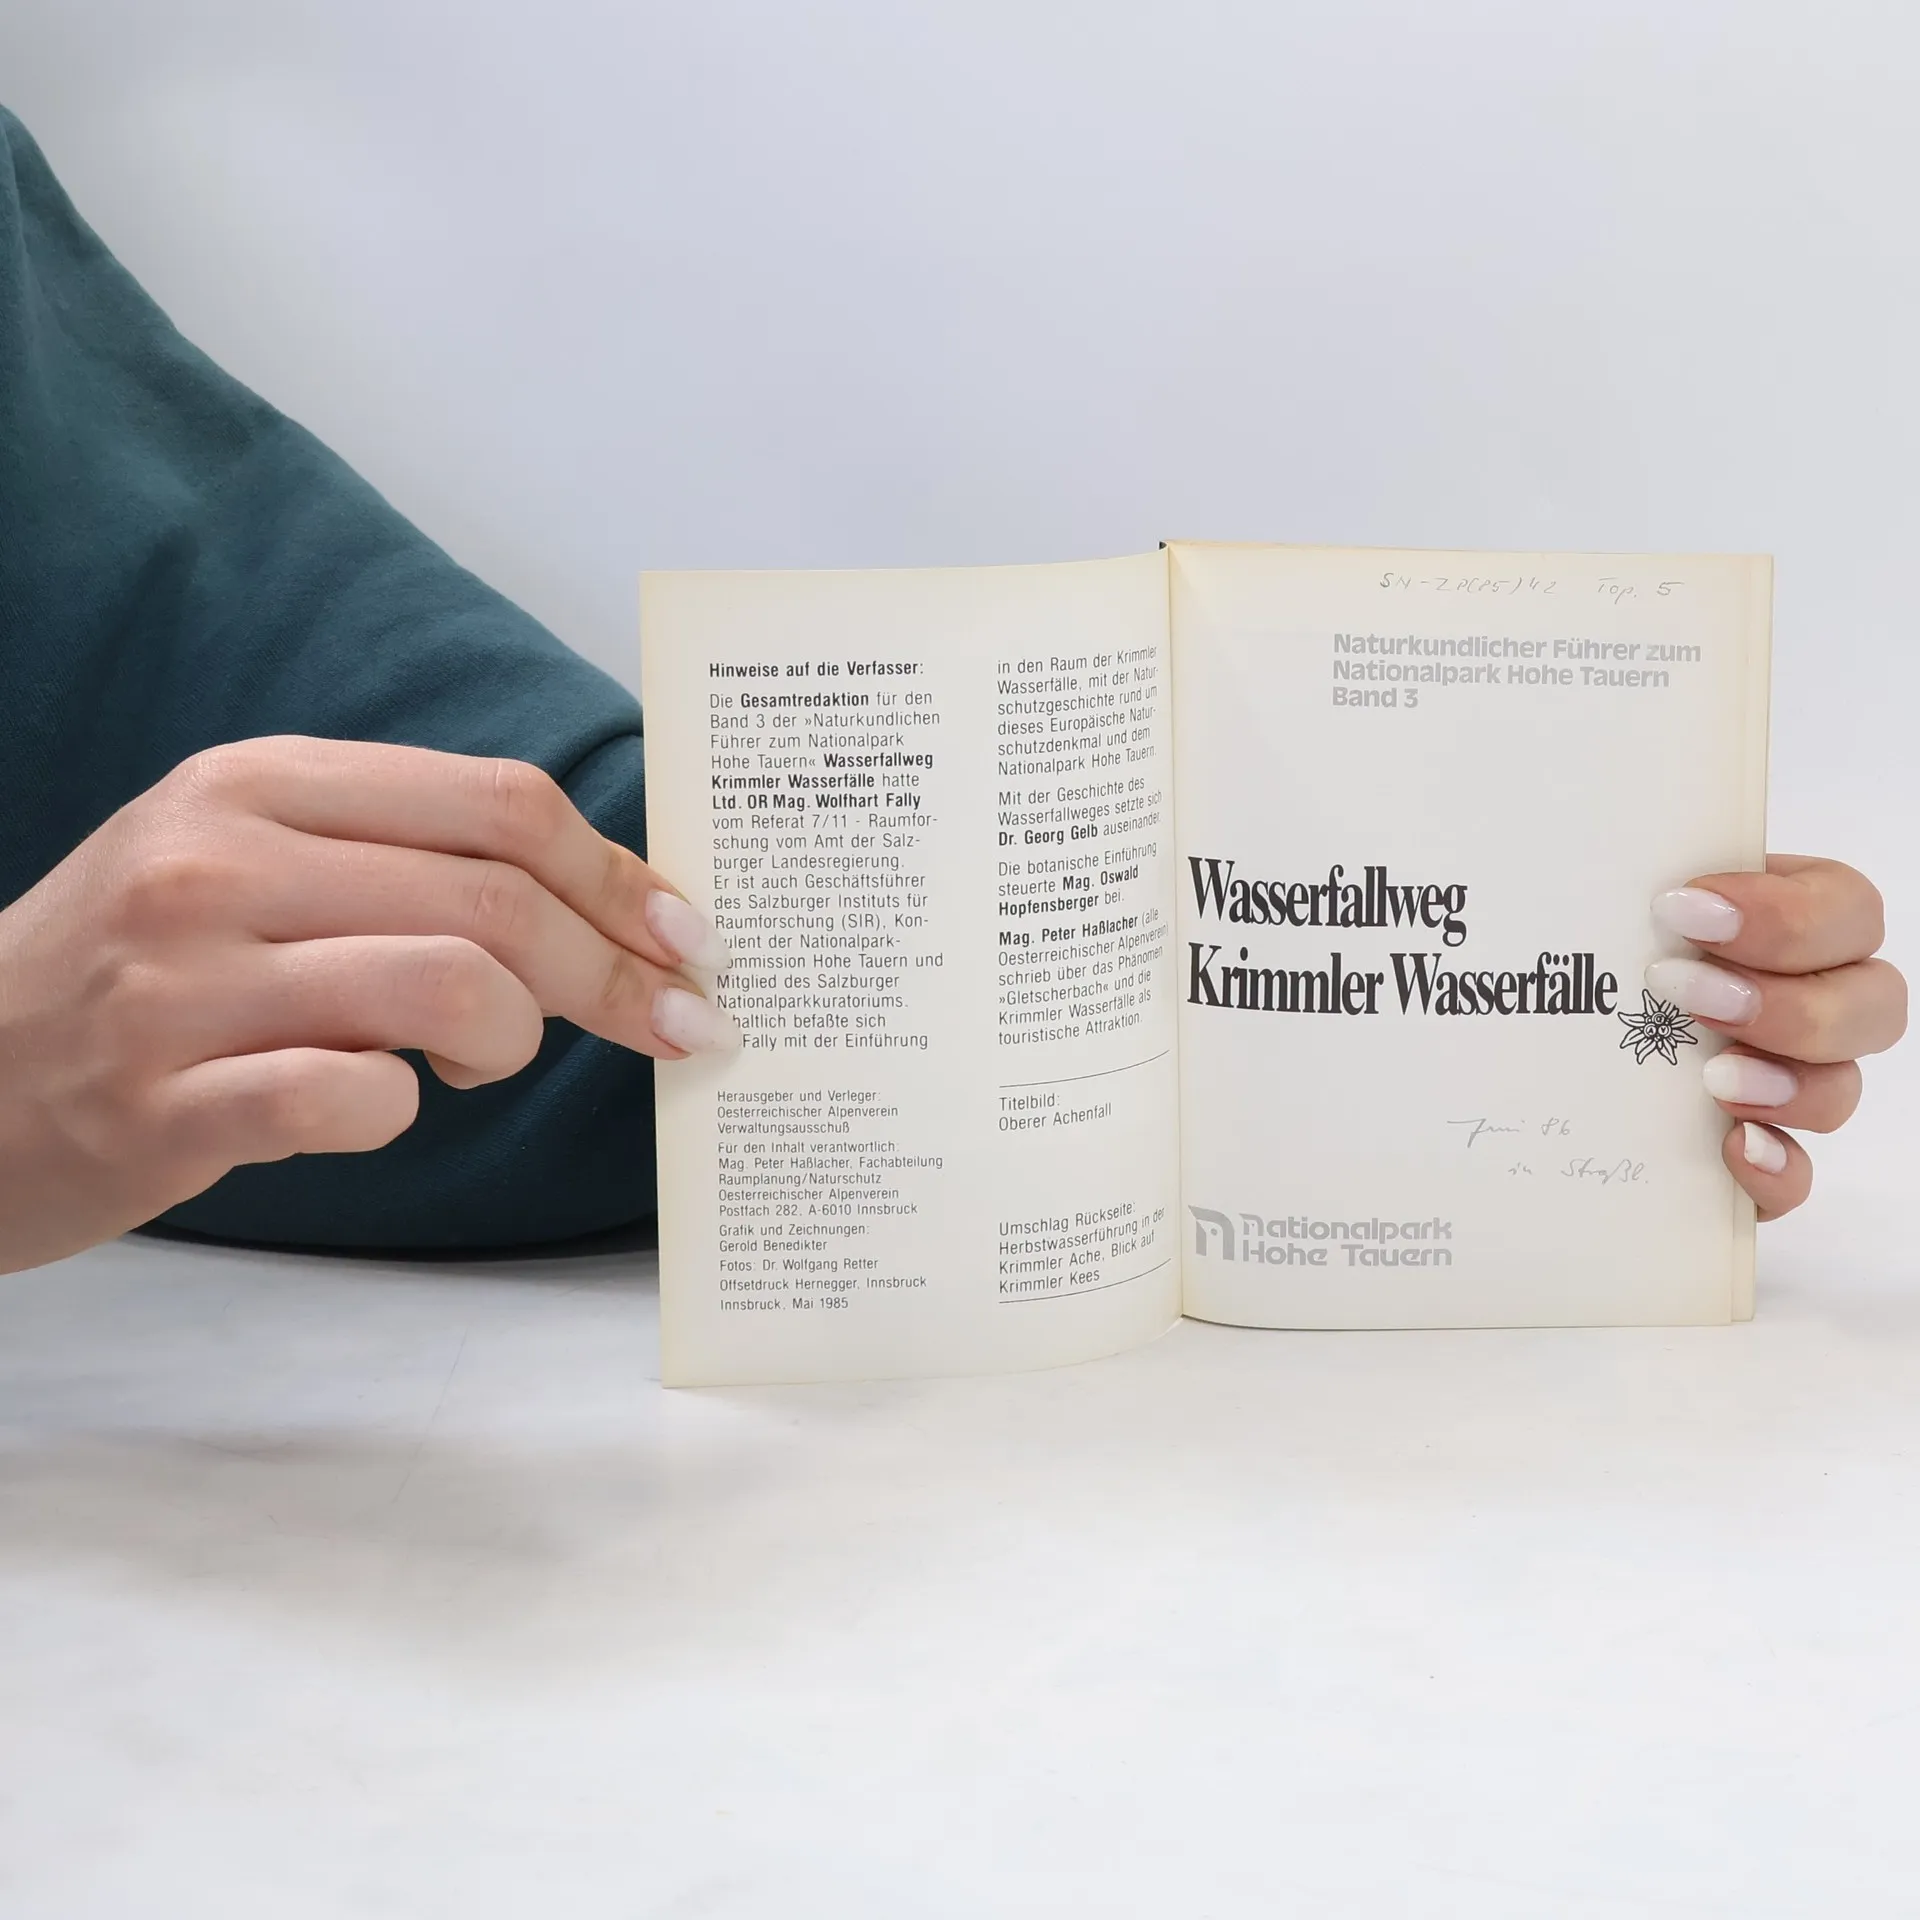 Hinweise auf die Verfasser:
Die Gesamtredaktion für den
Band 3 der »Naturkundlichen
Führer zum Nationalpark
Hohe Tauern« Wasserfallweg
Krimmler Wasserfälle hatte
Ltd. OR Mag. Wolfhart Fally
vom Referat 7/11 - Raumfor-
schung vom Amt der Salz-
burger Landesregierung.
Er ist auch Geschäftsführer
des Salzburger Instituts für
Raumforschung (SIR), Kon-
ulent der Nationalpark-
ommission Hohe Tauern und
Mitglied des Salzburger
Nationalparkkuratoriums.
haltlich befaßte sich
Fally mit der Einführung
in den Raum der Krimmler
Wasserfälle, mit der Natur-
schutzgeschichte rund um
dieses Europäische Natur-
schutzdenkmal und dem
Nationalpark Hohe Tauern.
Mit der Geschichte des
Wasserfallweges setzte sich
Dr. Georg Gelb auseinander.
Die botanische Einführung
steuerte Mag. Oswald
Hopfensberger bei.
Mag. Peter Haßlacher (alle
Oesterreichischer Alpenverein)
schrieb über das Phänomen
»Gletscherbach« und die
Krimmler Wasserfälle als
touristische Attraktion.
Herausgeber und Verleger:
Oesterreichischer Alpenverein
Verwaltungsausschuß
Für den Inhalt verantwortlich:
Mag. Peter Haßlacher, Fachabteilung
Raumplanung/Naturschutz
Oesterreichischer Alpenverein
Postfach 282, A-6010 Innsbruck
Grafik und Zeichnungen:
Gerold Benedikter
Fotos: Dr. Wolfgang Retter
Offsetdruck Hernegger, Innsbruck
Innsbruck, Mai 1985
Titelbild:
Oberer Achenfall
Umschlag Rückseite:
Herbstwasserführung in der
Krimmler Ache, Blick auf
Krimmler Kees
SN-ZP(85)42 Top. 5
Naturkundlicher Führer zum
Nationalpark Hohe Tauern
Band 3
Wasserfallweg
Krimmler Wasserfälle
Juni 86
in Straßl.
Nationalpark
Hohe Tauern